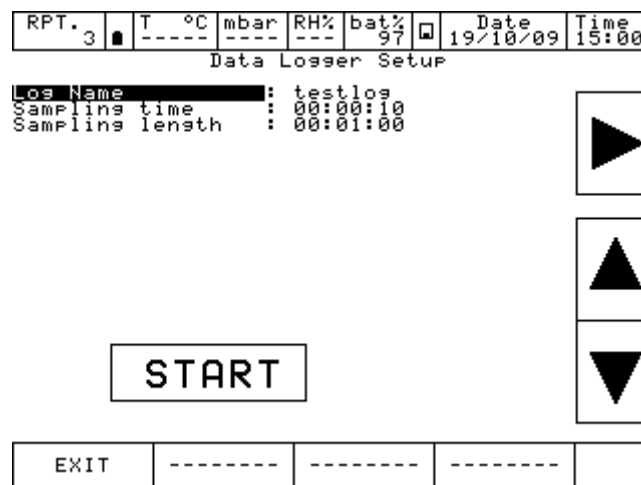 RPT. T °C mbar RH% bat% Date Time
3 ----- ---- --- 97 19/10/09 15:00
Data Logger Setup
Log Name : testlog
Sampling time : 00:00:10
Sampling length : 00:01:00
START
EXIT -------- -------- --------